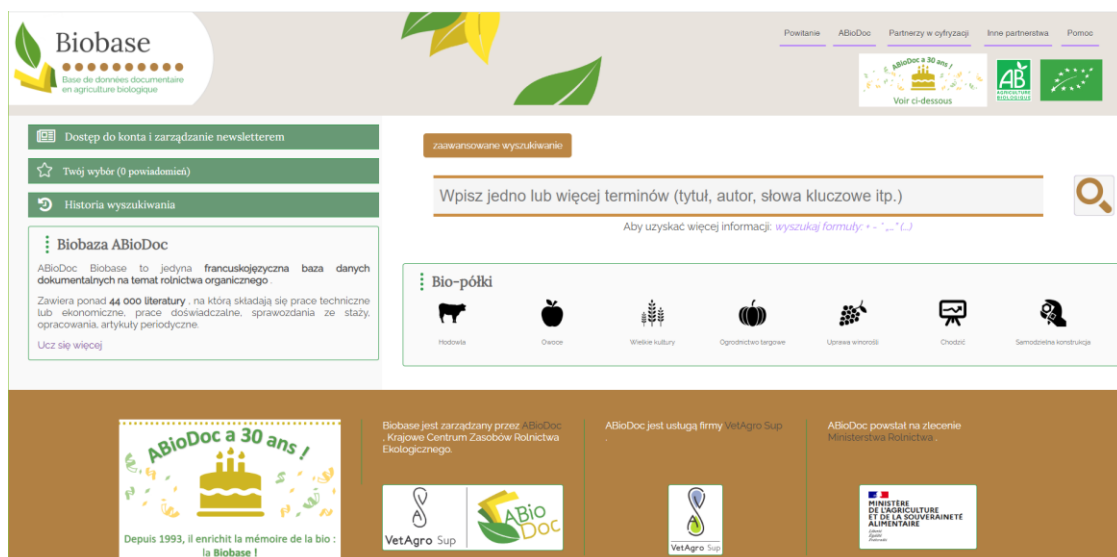 Biobase
Base de données documentaire
en agriculture biologique
Powitanie
ABioDoc
Partnerzy w cyfryzacji
Inne partnerstwa
Pomoc
ABioDoc a 30 ans !
Voir ci-dessous
AB
AGRICULTURE
BIOLOGIQUE
Dostęp do konta i zarządzanie newsletterem
Twój wybór (0 powiadomień)
Historia wyszukiwania
Biobaza ABioDoc
ABioDoc Biobase to jedyna francuskojęzyczna baza danych
dokumentalnych na temat rolnictwa organicznego .
Zawiera ponad 44 000 literatury , na którą składają się prace techniczne
lub ekonomiczne, prace doświadczalne, sprawozdania ze staży,
opracowania, artykuły periodyczne.
Ucz się więcej
zaawansowane wyszukiwanie
Wpisz jedno lub więcej terminów (tytuł, autor, słowa kluczowe itp.)
Aby uzyskać więcej informacji: wyszukaj formuły: + - * „..." (...)
Bio-półki
Hodowla
Owoce
Wielkie kultury
Ogrodnictwo targowe
Uprawa winorośli
Chodzić
Samodzielna konstrukcja
ABioDoc a 30 ans !
Depuis 1993, il enrichit la mémoire de la bio :
la Biobase !
Biobase jest zarządzany przez ABioDoc
, Krajowe Centrum Zasobów Rolnictwa
Ekologicznego.
VetAgro Sup
ABioDoc
ABioDoc jest usługą firmy VetAgro Sup
.
VetAgro Sup
ABioDoc powstał na zlecenie
Ministerstwa Rolnictwa .
MINISTÈRE
DE L'AGRICULTURE
ET DE LA SOUVERAINETÉ
ALIMENTAIRE
Liberté
Égalité
Fraternité